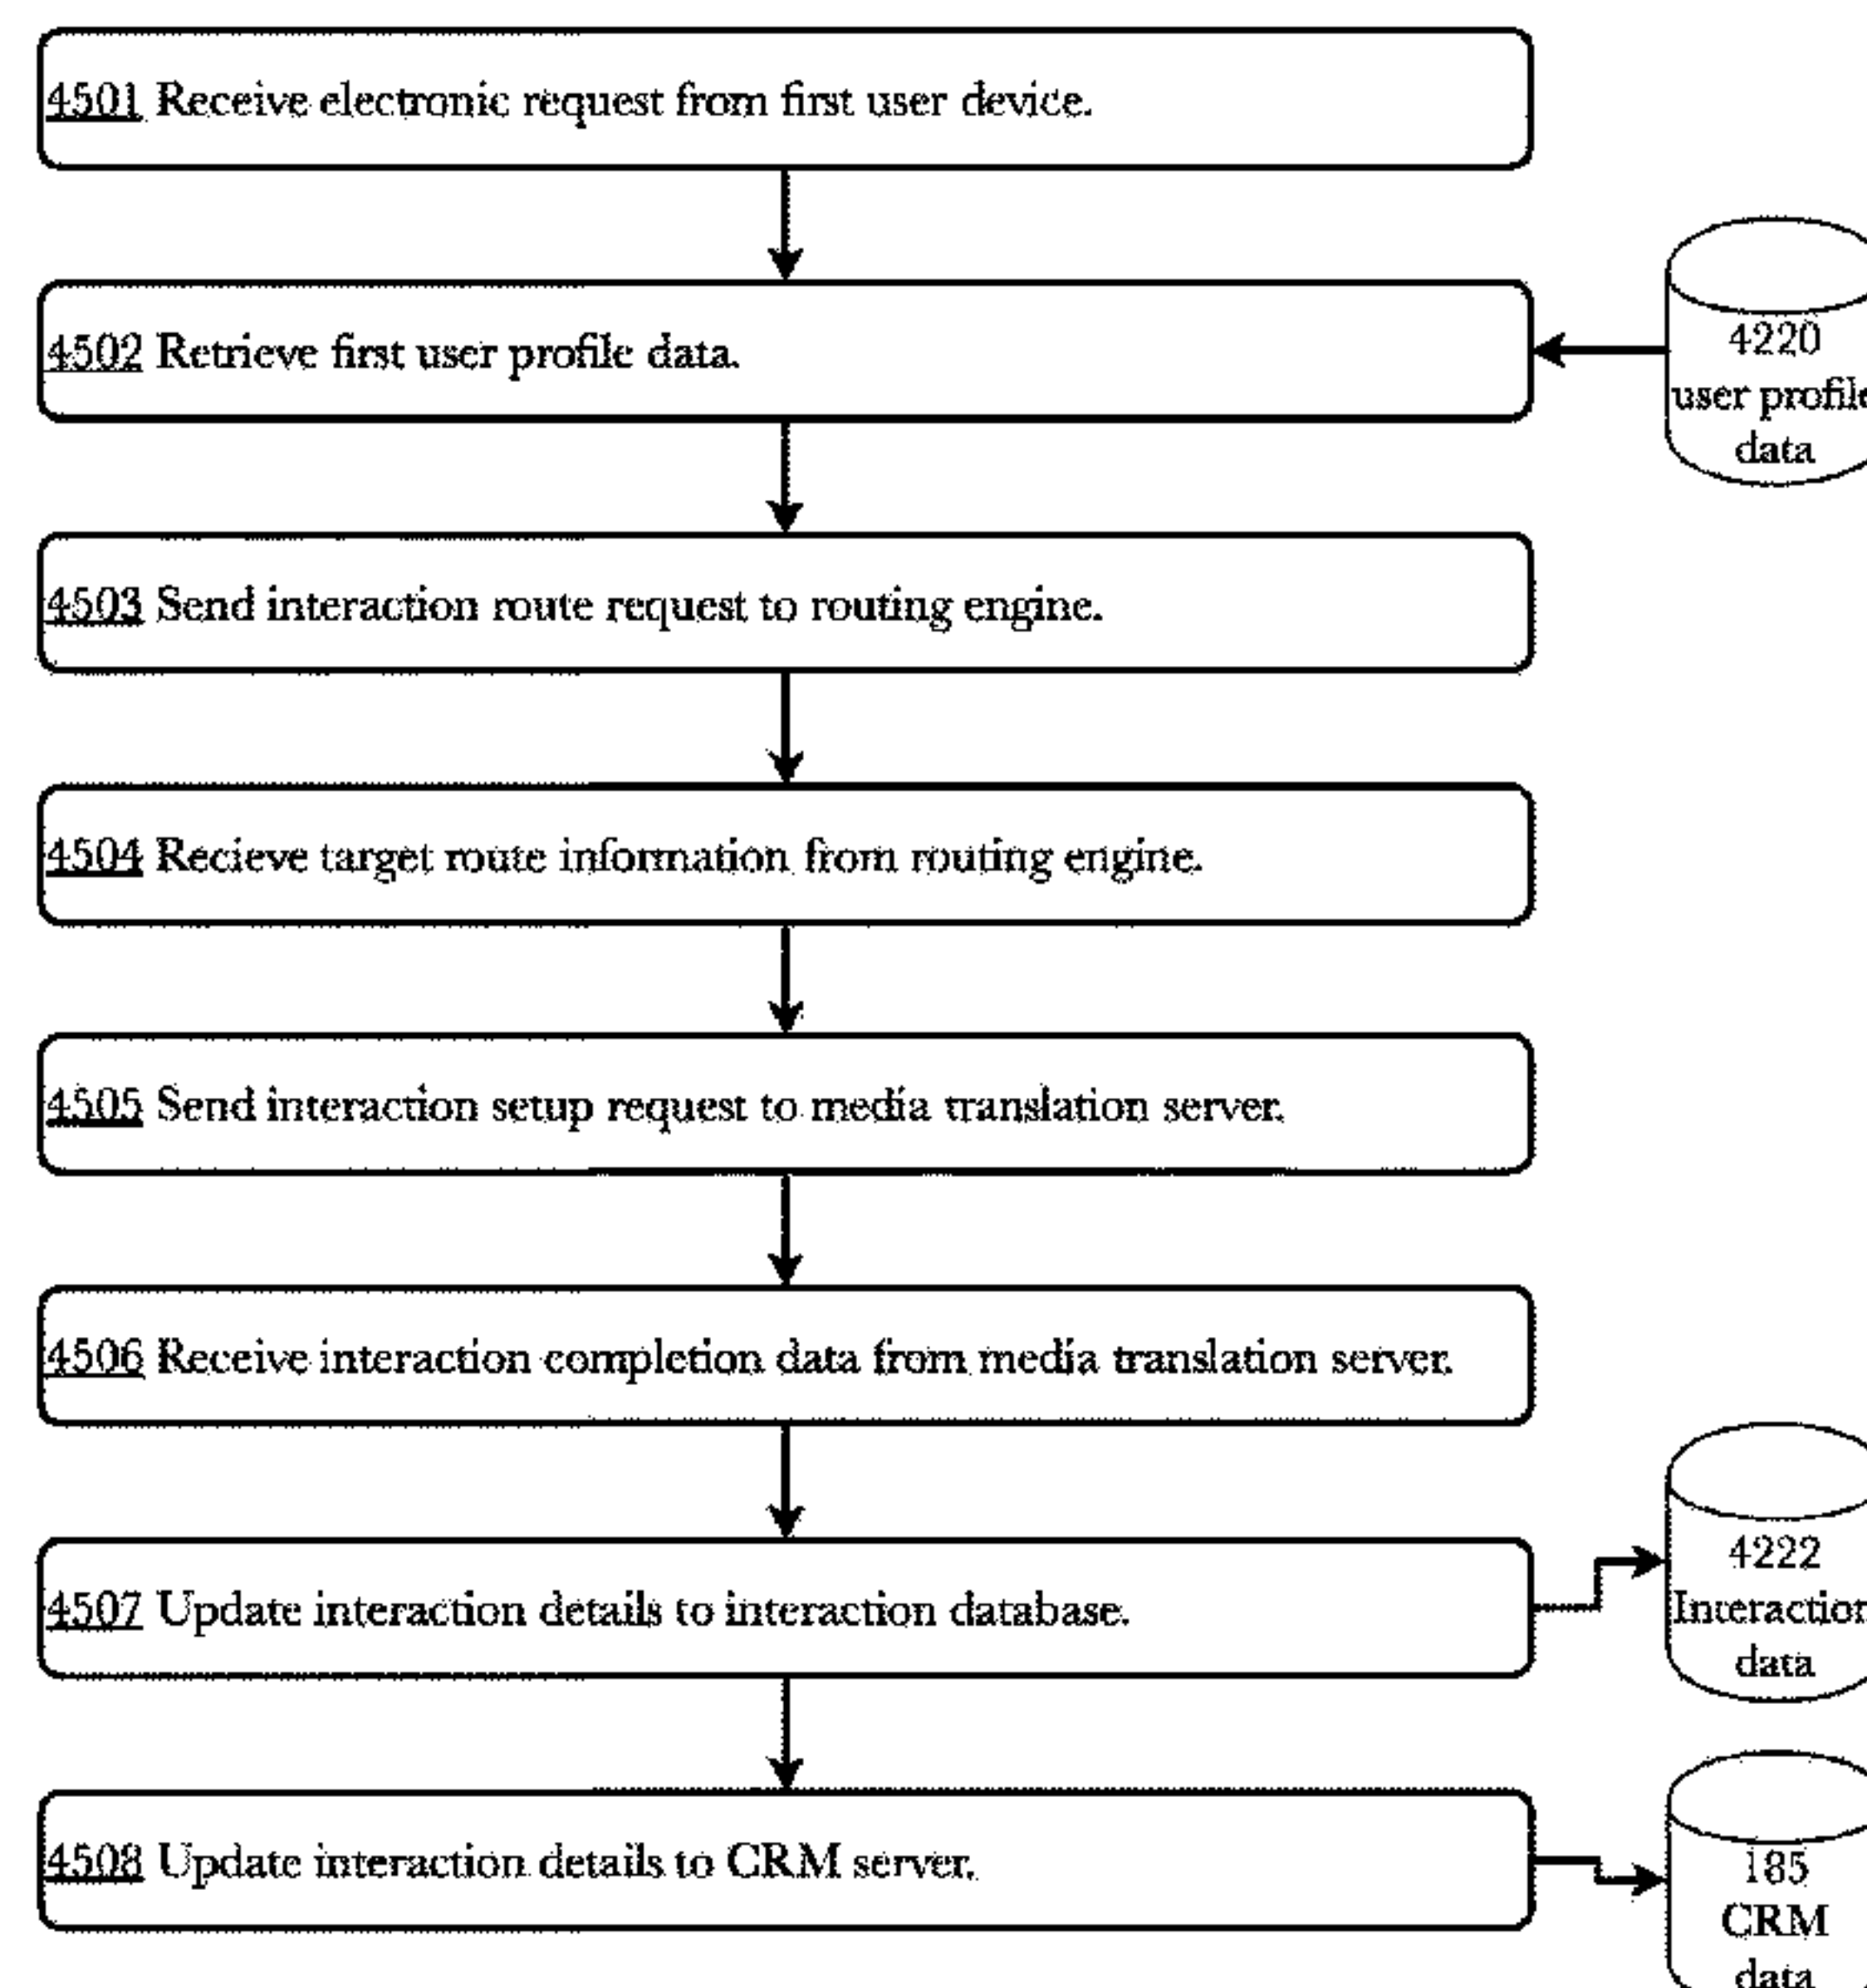 4501 Receive electronic request from first user device.
4502 Retrieve first user profile data.
4220
user profile
data
4503 Send interaction route request to routing engine.
4504 Recieve target route information from routing engine.
4505 Send interaction setup request to media translation server.
4506 Receive interaction completion data from media translation server.
4507 Update interaction details to interaction database.
4222
Interaction
data
4508 Update interaction details to CRM server.
185
CRM
data